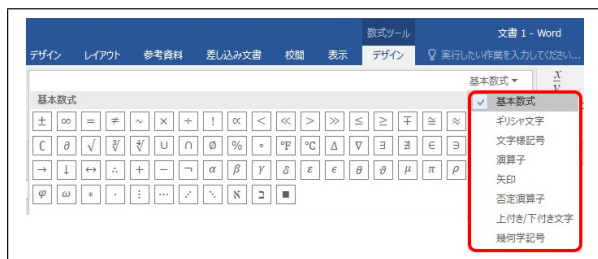 数式ツール 文書 1 - Word
デザイン レイアウト 参考資料 差し込み文書 校閲 表示 デザイン 実行したい作業を入力してください...
基本数式 x
y
基本数式
± ∞ = ≠ ~ × ÷ ! ∝ < ≪ > ≫ ≤ ≥ ∓ ≅ ≈
∁ ∂ √ ∛ ∜ ∪ ∩ ∅ % ° °F °C ∆ ∇ ∃ ∄ ∈ ∋
→ ↓ ↔ ∴ + − ¬ α β γ δ ε ϵ θ ϑ μ π ρ
φ ω * ∙ ⋮ ⋯ ⋰ ⋱ ℵ ℶ ∎
基本数式
ギリシャ文字
文字様記号
演算子
矢印
否定演算子
上付き/下付き文字
幾何学記号